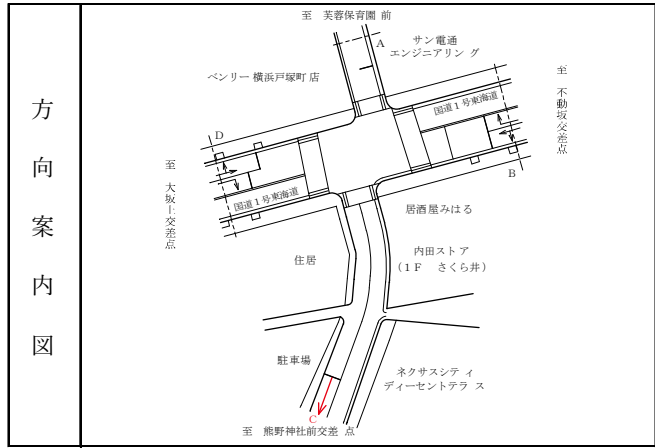 方向案内図
至 芙蓉保育園 前
A
サン電通
エンジニアリン グ
ベンリー 横浜戸塚町 店
至 不動坂交差点
国道１号東海道
D
B
至 大坂上交差点
国道１号東海道
居酒屋みはる
住居
内田スト ア
（１F さくら井）
駐車場
ネクサスシティ
ディーセントテラ ス
C
至 熊野神社前交差 点